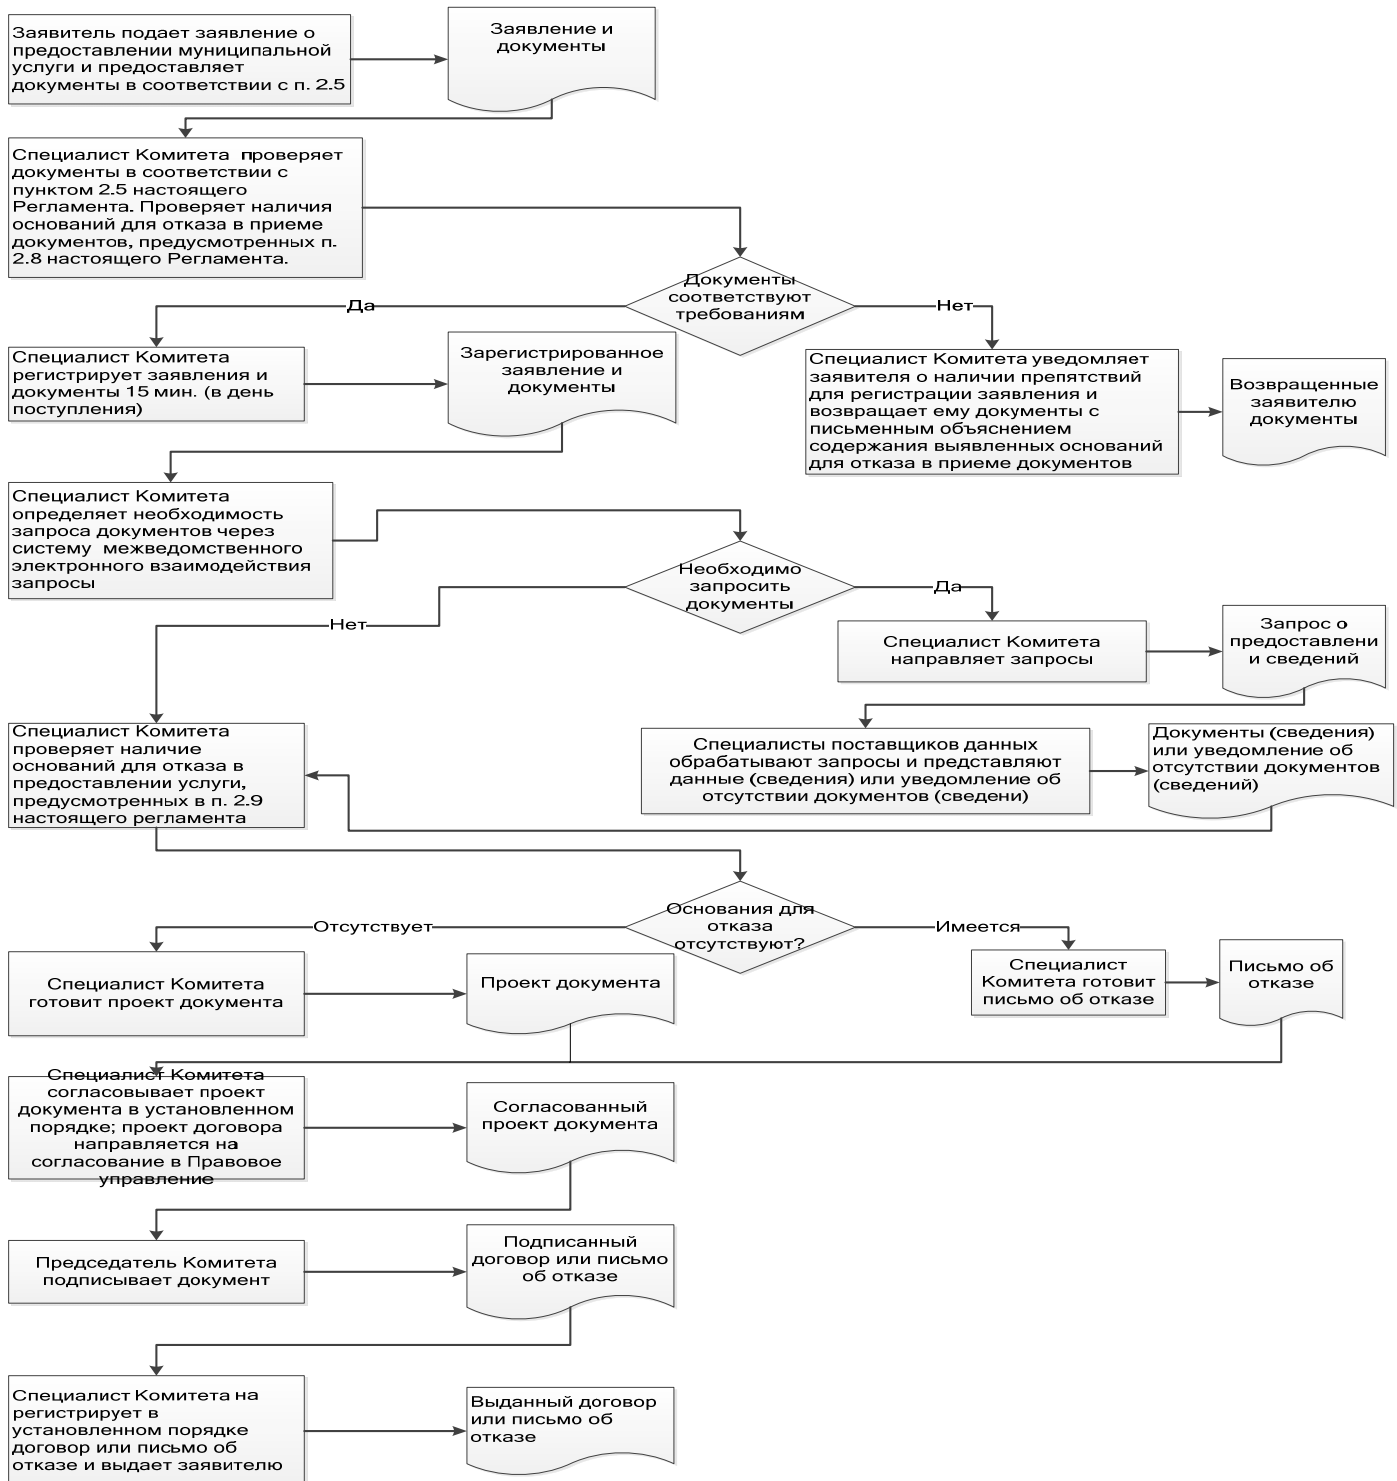 Заявитель подает заявление о
предоставлении муниципальной
услуги и предоставляет
документы в соответствии с п. 2.5
Заявление и
документы
Специалист Комитета  проверяет
документы в соответствии с
пунктом 2.5 настоящего
Регламента. Проверяет наличия
оснований для отказа в приеме
документов, предусмотренных п.
2.8 настоящего Регламента.
Документы
соответствуют
требованиям
Да
Нет
Специалист Комитета
регистрирует заявления и
документы 15 мин. (в день
поступления)
Зарегистрированное
заявление и
документы
Специалист Комитета уведомляет
заявителя о наличии препятствий
для регистрации заявления и
возвращает ему документы с
письменным объяснением
содержания выявленных оснований
для отказа в приеме документов
Возвращенные
заявителю
документы
Специалист Комитета
определяет необходимость
запроса документов через
систему  межведомственного
электронного взаимодействия
запросы
Необходимо
запросить
документы
Да
Нет
Специалист Комитета
направляет запросы
Запрос о
предоставлени
и сведений
Специалист Комитета
проверяет наличие
оснований для отказа в
предоставлении услуги,
предусмотренных в п. 2.9
настоящего регламента
Специалисты поставщиков данных
обрабатывают запросы и представляют
данные (сведения) или уведомление об
отсутствии документов (сведени)
Документы (сведения)
или уведомление об
отсутствии документов
(сведений)
Основания для
отказа
отсутствуют?
Отсутствует
Имеется
Специалист Комитета
готовит проект документа
Проект документа
Специалист
Комитета готовит
письмо об отказе
Письмо об
отказе
Специалист Комитета
согласовывает проект
документа в установленном
порядке; проект договора
направляется на
согласование в Правовое
управление
Согласованный
проект документа
Председатель Комитета
подписывает документ
Подписанный
договор или письмо
об отказе
Специалист Комитета на
регистрирует в
установленном порядке
договор или письмо об
отказе и выдает заявителю
Выданный договор
или письмо об
отказе